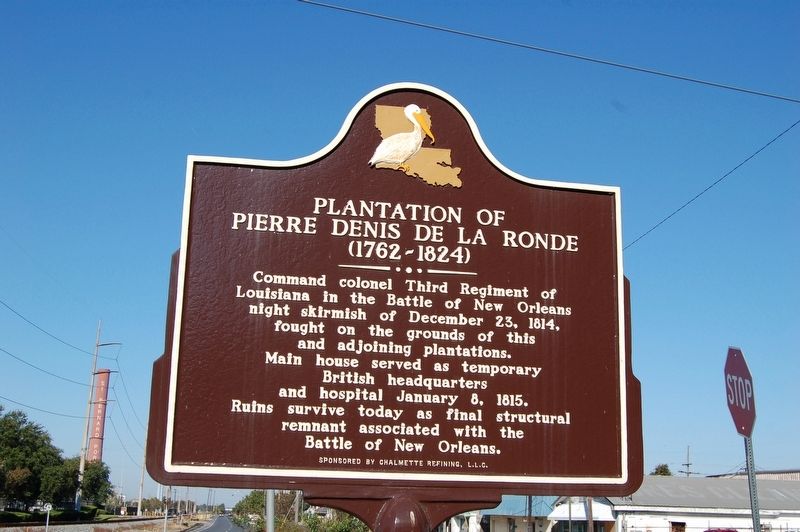 PLANTATION OF
PIERRE DENIS DE LA RONDE
(1762-1824)
Command colonel Third Regiment of
Louisiana in the Battle of New Orleans
night skirmish of December 23, 1814,
fought on the grounds of this
and adjoining plantations.
Main house served as temporary
British headquarters
and hospital January 8, 1815.
Ruins survive today as final structural
remnant associated with the
Battle of New Orleans.
SPONSORED BY CHALMETTE REFINING, L.L.C.
STOP
ST. BERNARD PO